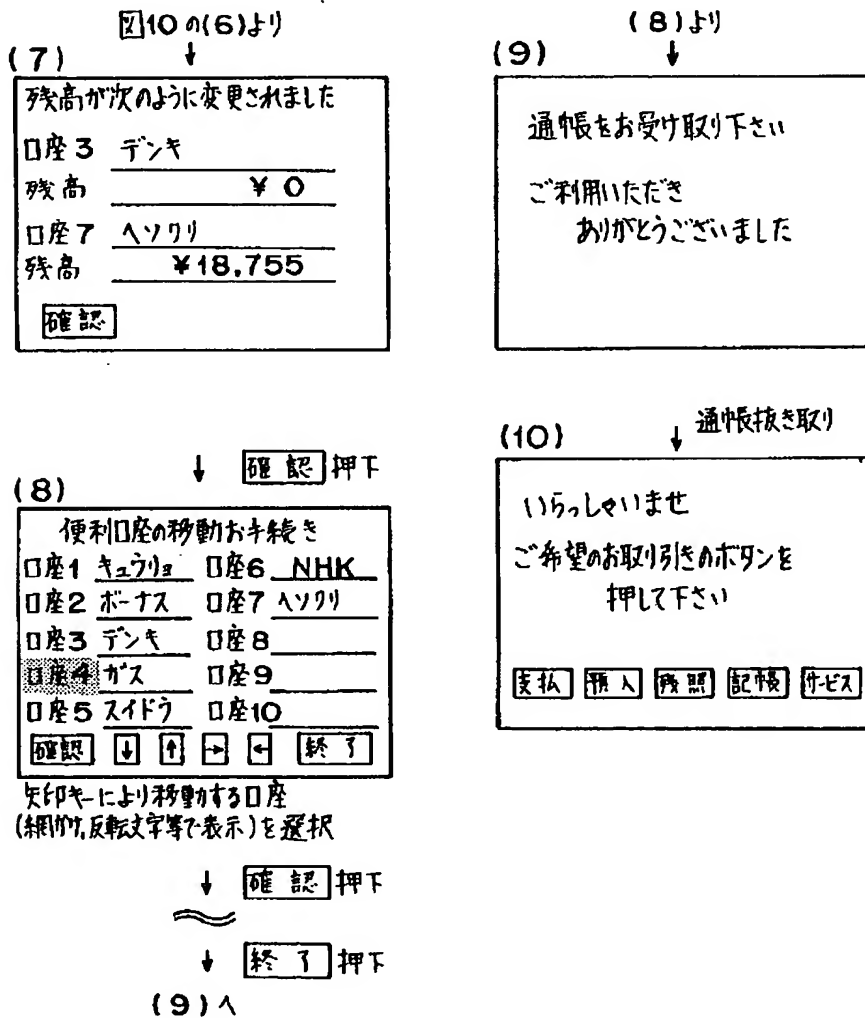 図10の(6)より
↓
(7)
残高が次のように変更されました
口座3 デンキ
残高 ¥0
口座7 ヘソクリ
残高 ¥18,755
確認
↓ 確認 押下
(8)
便利口座の移動お手続き
口座1 キュウリョ 口座6 NHK
口座2 ボーナス 口座7 ヘソクリ
口座3 デンキ 口座8
口座4 ガス 口座9
口座5 スイドウ 口座10
確認 ↓ ↑ → ← 終了
矢印キーにより移動する口座
(網かけ,反転文字等で表示)を選択
↓ 確認 押下
↓ 終了 押下
(9)へ
(8)より
(9) ↓
通帳をお受け取り下さい
ご利用いただき
ありがとうございました
(10) ↓ 通帳抜き取り
いらっしゃいませ
ご希望のお取り引きのボタンを
押して下さい
支払 預入 残照 記帳 サービス